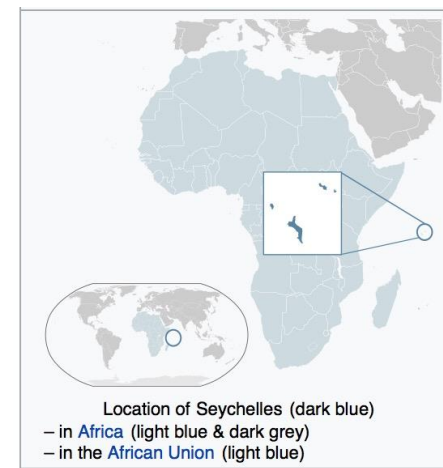 Location of Seychelles (dark blue)
– in Africa (light blue & dark grey)
– in the African Union (light blue)